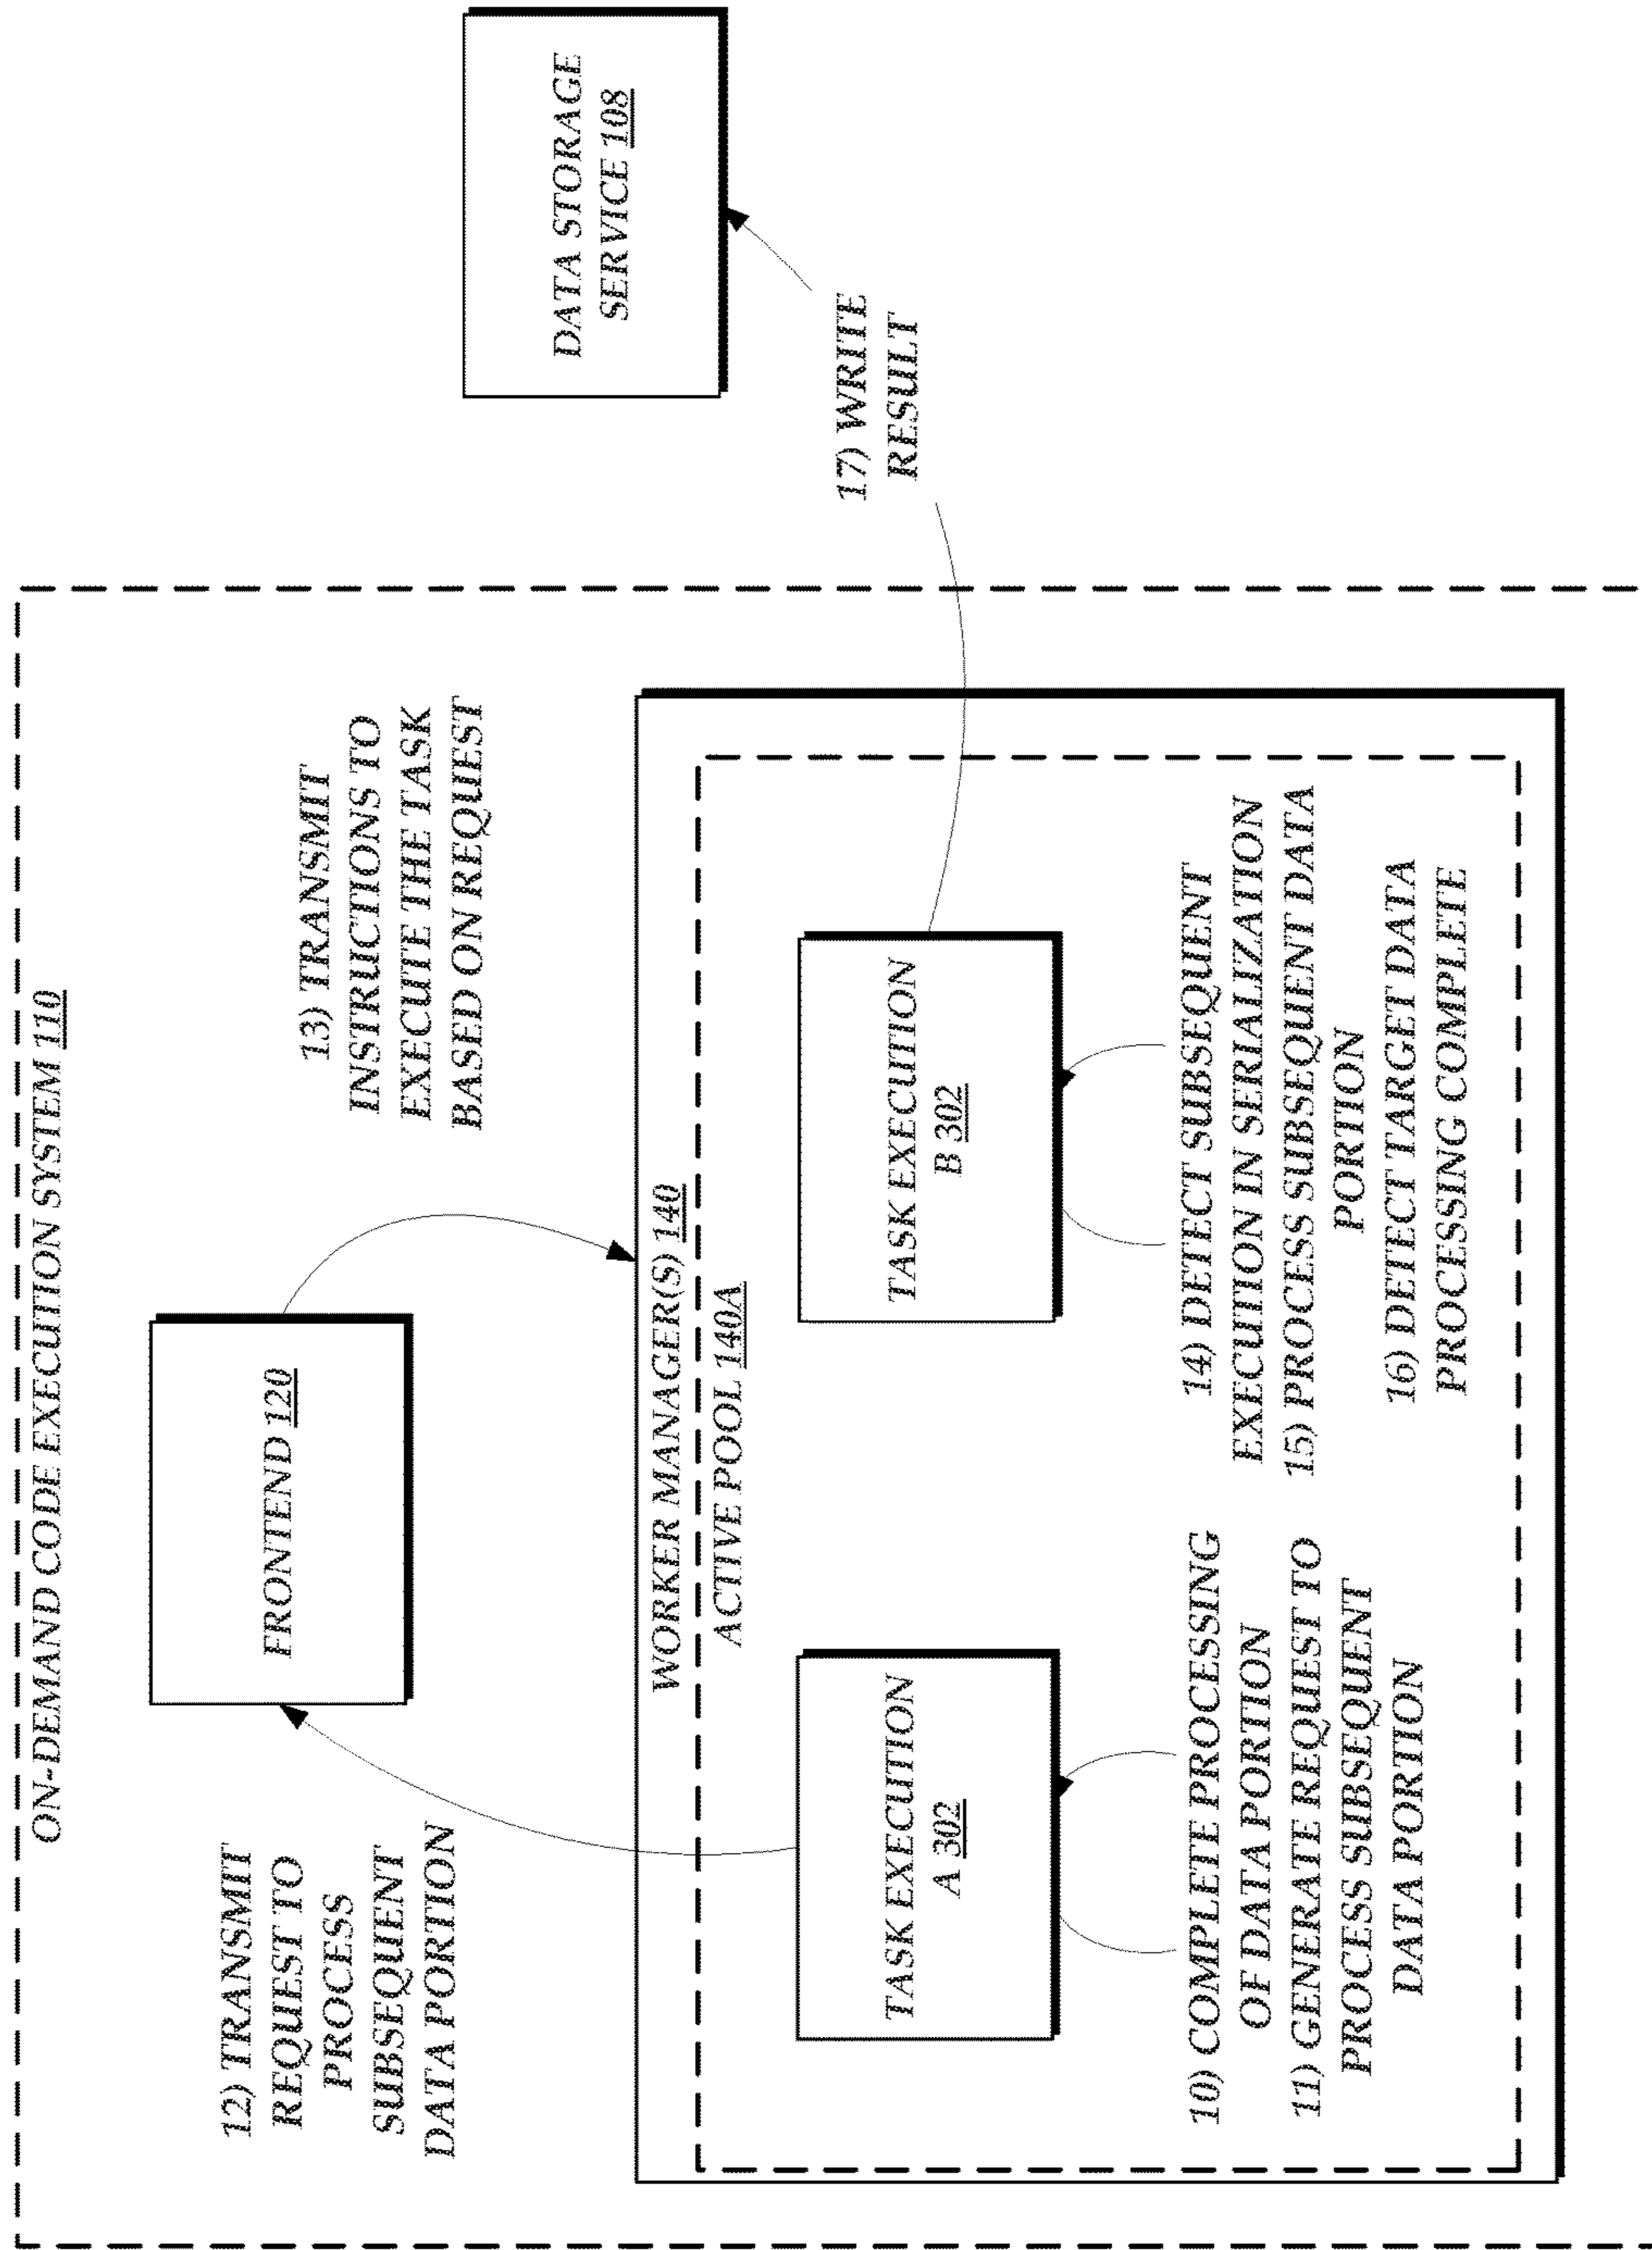 ON-DEMAND CODE EXECUTION SYSTEM 110
12) TRANSMIT
REQUEST TO
PROCESS
SUBSEQUENT
DATA PORTION
FRONTEND 120
13) TRANSMIT
INSTRUCTIONS TO
EXECUTE THE TASK
BASED ON REQUEST
DATA STORAGE
SERVICE 108
17) WRITE
RESULT
WORKER MANAGER(S) 140
ACTIVE POOL 140A
TASK EXECUTION
A 302
TASK EXECUTION
B 302
10) COMPLETE PROCESSING
OF DATA PORTION
11) GENERATE REQUEST TO
PROCESS SUBSEQUENT
DATA PORTION
14) DETECT SUBSEQUENT
EXECUTION IN SERIALIZATION
15) PROCESS SUBSEQUENT DATA
PORTION
16) DETECT TARGET DATA
PROCESSING COMPLETE